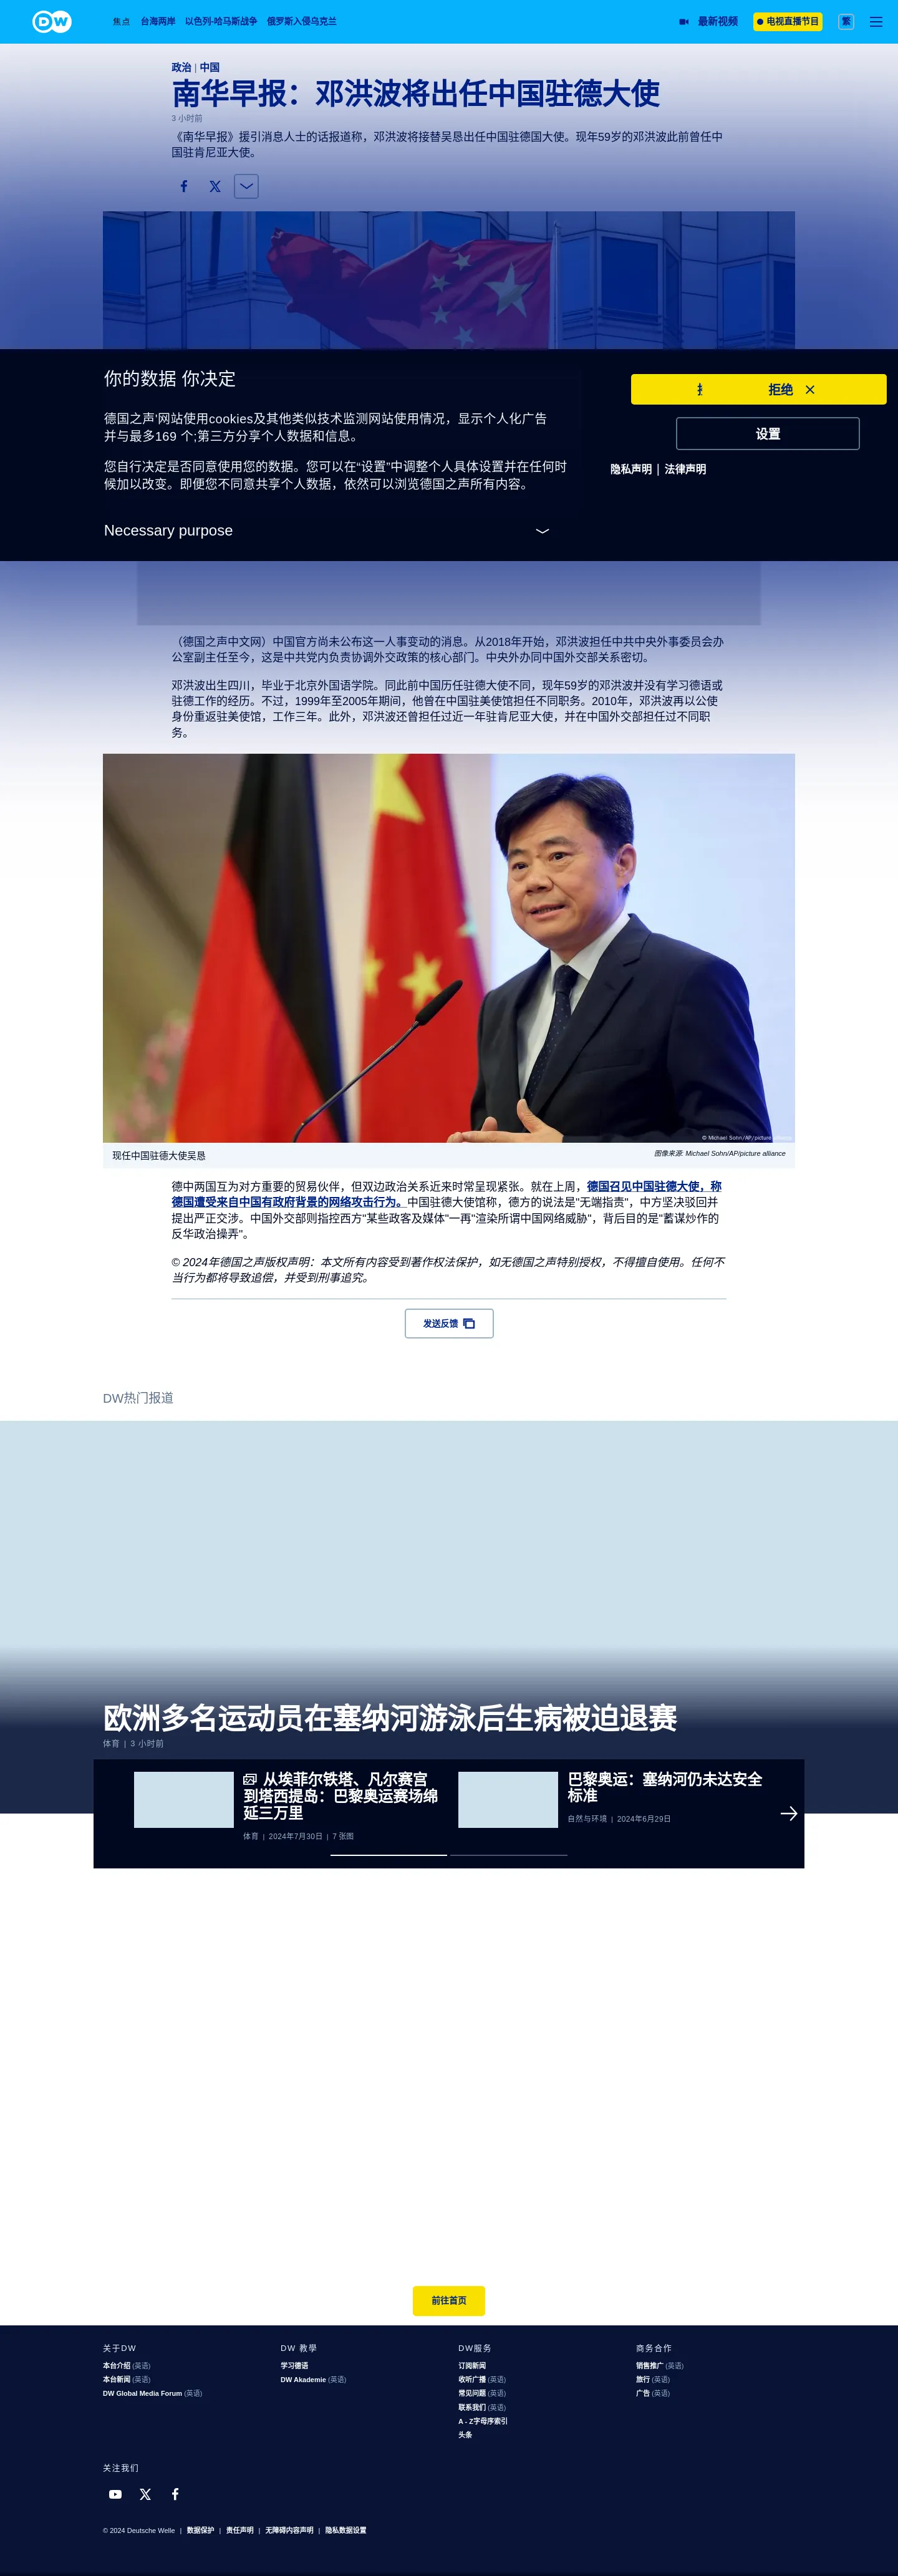 DW
焦点 台海两岸 以色列-哈马斯战争 俄罗斯入侵乌克兰 最新视频 电视直播节目 繁
政治 | 中国
南华早报：邓洪波将出任中国驻德大使
3 小时前
《南华早报》援引消息人士的话报道称，邓洪波将接替吴恳出任中国驻德国大使。现年59岁的邓洪波此前曾任中
国驻肯尼亚大使。
你的数据 你决定
德国之声'网站使用cookies及其他类似技术监测网站使用情况，显示个人化广告
并与最多169 个;第三方分享个人数据和信息。
您自行决定是否同意使用您的数据。您可以在“设置”中调整个人具体设置并在任何时
候加以改变。即便您不同意共享个人数据，依然可以浏览德国之声所有内容。
Necessary purpose
拒绝
设置
隐私声明 | 法律声明
（德国之声中文网）中国官方尚未公布这一人事变动的消息。从2018年开始，邓洪波担任中共中央外事委员会办
公室副主任至今，这是中共党内负责协调外交政策的核心部门。中央外办同中国外交部关系密切。
邓洪波出生四川，毕业于北京外国语学院。同此前中国历任驻德大使不同，现年59岁的邓洪波并没有学习德语或
驻德工作的经历。不过，1999年至2005年期间，他曾在中国驻美使馆担任不同职务。2010年，邓洪波再以公使
身份重返驻美使馆，工作三年。此外，邓洪波还曾担任过近一年驻肯尼亚大使，并在中国外交部担任过不同职
务。
© Michael Sohn/AP/picture alliance
现任中国驻德大使吴恳
图像来源: Michael Sohn/AP/picture alliance
德中两国互为对方重要的贸易伙伴，但双边政治关系近来时常呈现紧张。就在上周，德国召见中国驻德大使，称
德国遭受来自中国有政府背景的网络攻击行为。中国驻德大使馆称，德方的说法是"无端指责"，中方坚决驳回并
提出严正交涉。中国外交部则指控西方"某些政客及媒体"一再"渲染所谓中国网络威胁"，背后目的是"蓄谋炒作的
反华政治操弄"。
© 2024年德国之声版权声明：本文所有内容受到著作权法保护，如无德国之声特别授权，不得擅自使用。任何不
当行为都将导致追偿，并受到刑事追究。
发送反馈
DW热门报道
欧洲多名运动员在塞纳河游泳后生病被迫退赛
体育 | 3 小时前
从埃菲尔铁塔、凡尔赛宫
到塔西提岛：巴黎奥运赛场绵
延三万里
体育 | 2024年7月30日 | 7 张图
巴黎奥运：塞纳河仍未达安全
标准
自然与环境 | 2024年6月29日
前往首页
关于DW
本台介绍 (英语)
本台新闻 (英语)
DW Global Media Forum (英语)
DW 教學
学习德语
DW Akademie (英语)
DW服务
订阅新闻
收听广播 (英语)
常见问题 (英语)
联系我们 (英语)
A - Z字母序索引
头条
商务合作
销售推广 (英语)
旅行 (英语)
广告 (英语)
关注我们
© 2024 Deutsche Welle | 数据保护 | 责任声明 | 无障碍内容声明 | 隐私数据设置